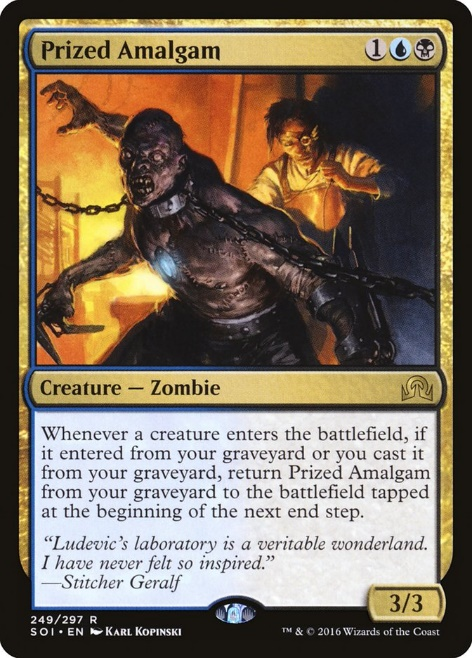 Prized Amalgam 1
Creature — Zombie
Whenever a creature enters the battlefield, if
it entered from your graveyard or you cast it
from your graveyard, return Prized Amalgam
from your graveyard to the battlefield tapped
at the beginning of the next end step.
“Ludevic’s laboratory is a veritable wonderland.
I have never felt so inspired.”
—Stitcher Geralf
3/3
249/297 R
SOI • EN Karl Kopinski
™ & © 2016 Wizards of the Coast